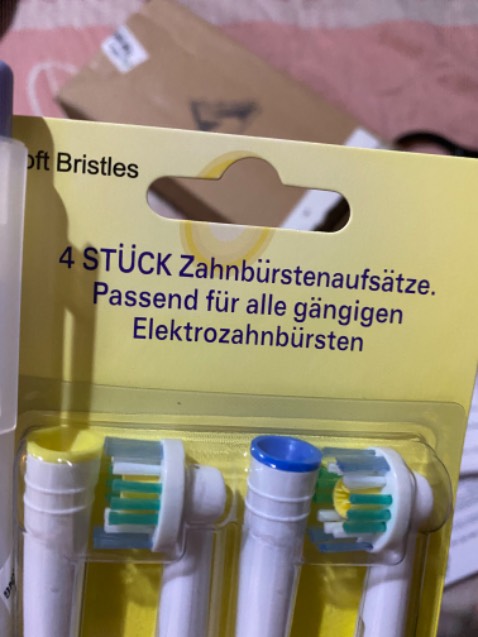 oft Bristles
4 STÜCK Zahnbürstenaufsätze.
Passend für alle gängigen
Elektrozahnbürsten